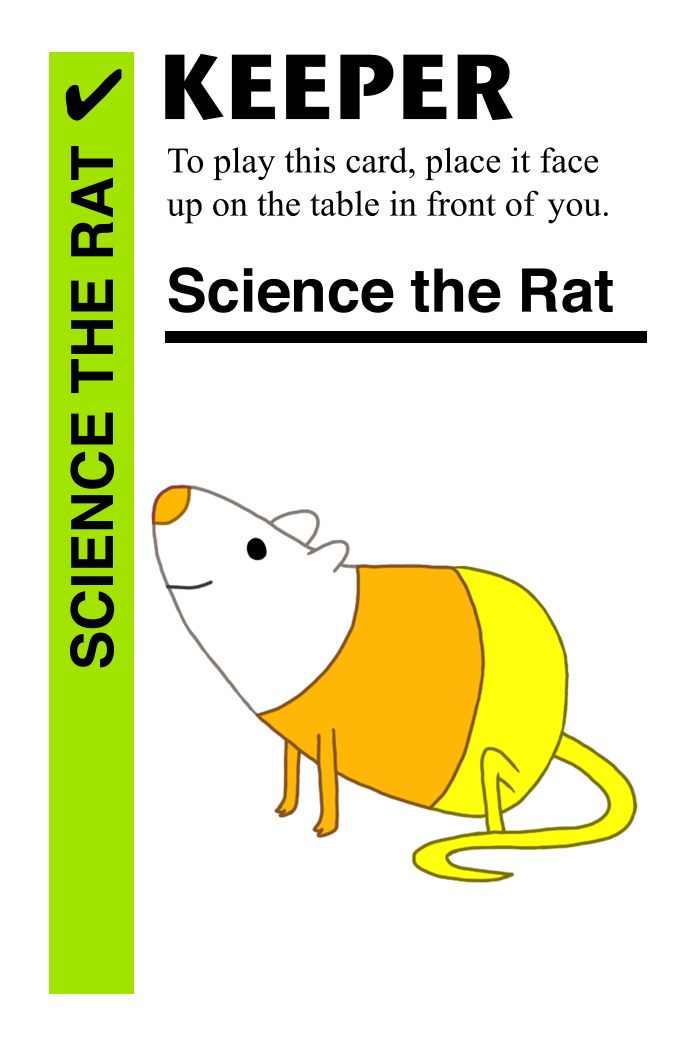 KEEPER
To play this card, place it face
up on the table in front of you.
Science the Rat
SCIENCE THE RAT